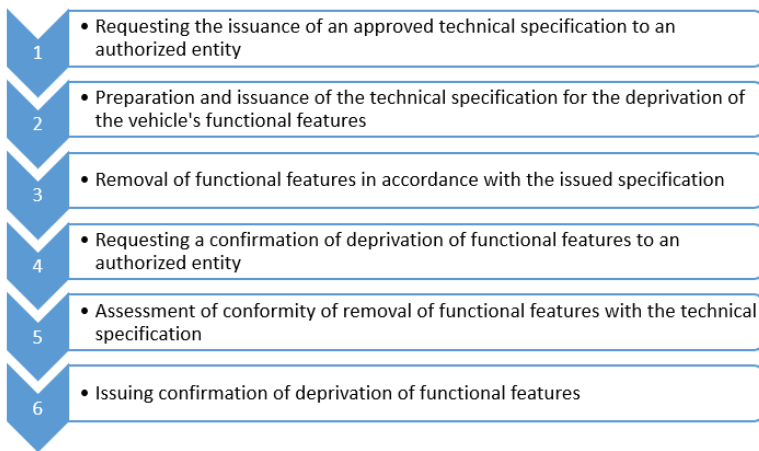 1
• Requesting the issuance of an approved technical specification to an
authorized entity
2
• Preparation and issuance of the technical specification for the deprivation of
the vehicle's functional features
3
• Removal of functional features in accordance with the issued specification
4
• Requesting a confirmation of deprivation of functional features to an
authorized entity
5
• Assessment of conformity of removal of functional features with the technical
specification
6
• Issuing confirmation of deprivation of functional features